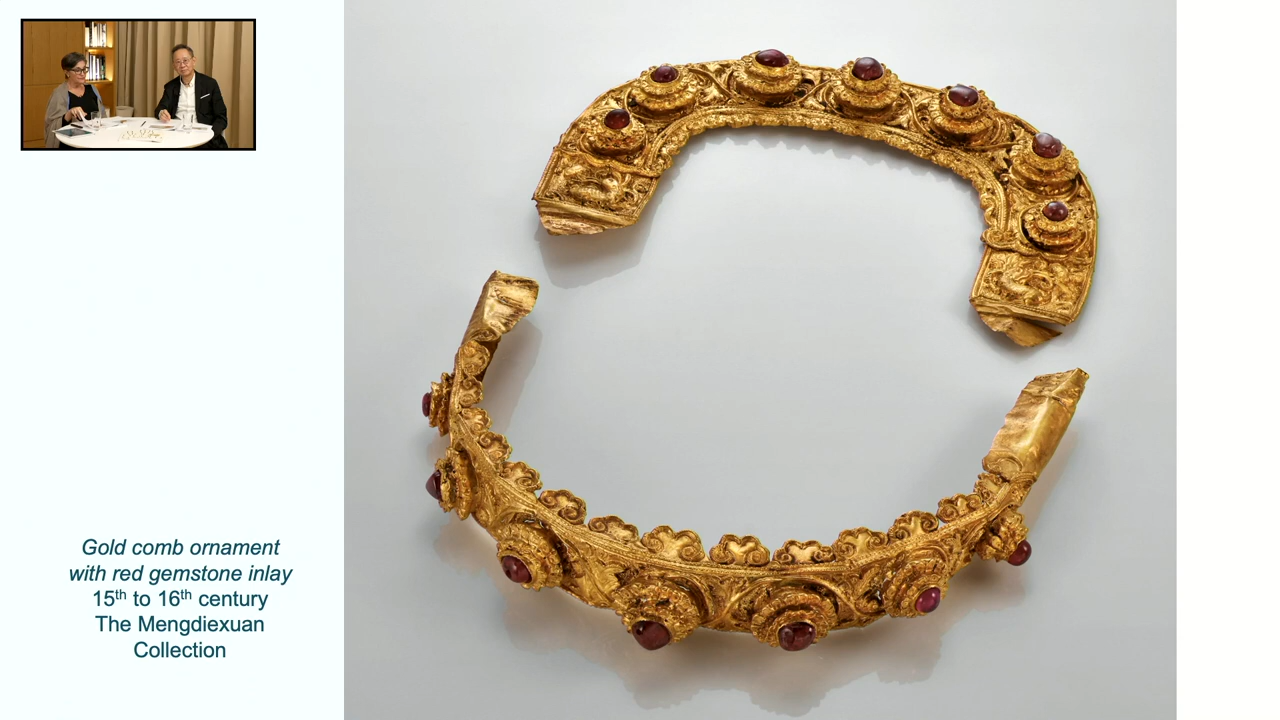 Gold comb ornament
with red gemstone inlay
15th to 16th century
The Mengdiexuan
Collection